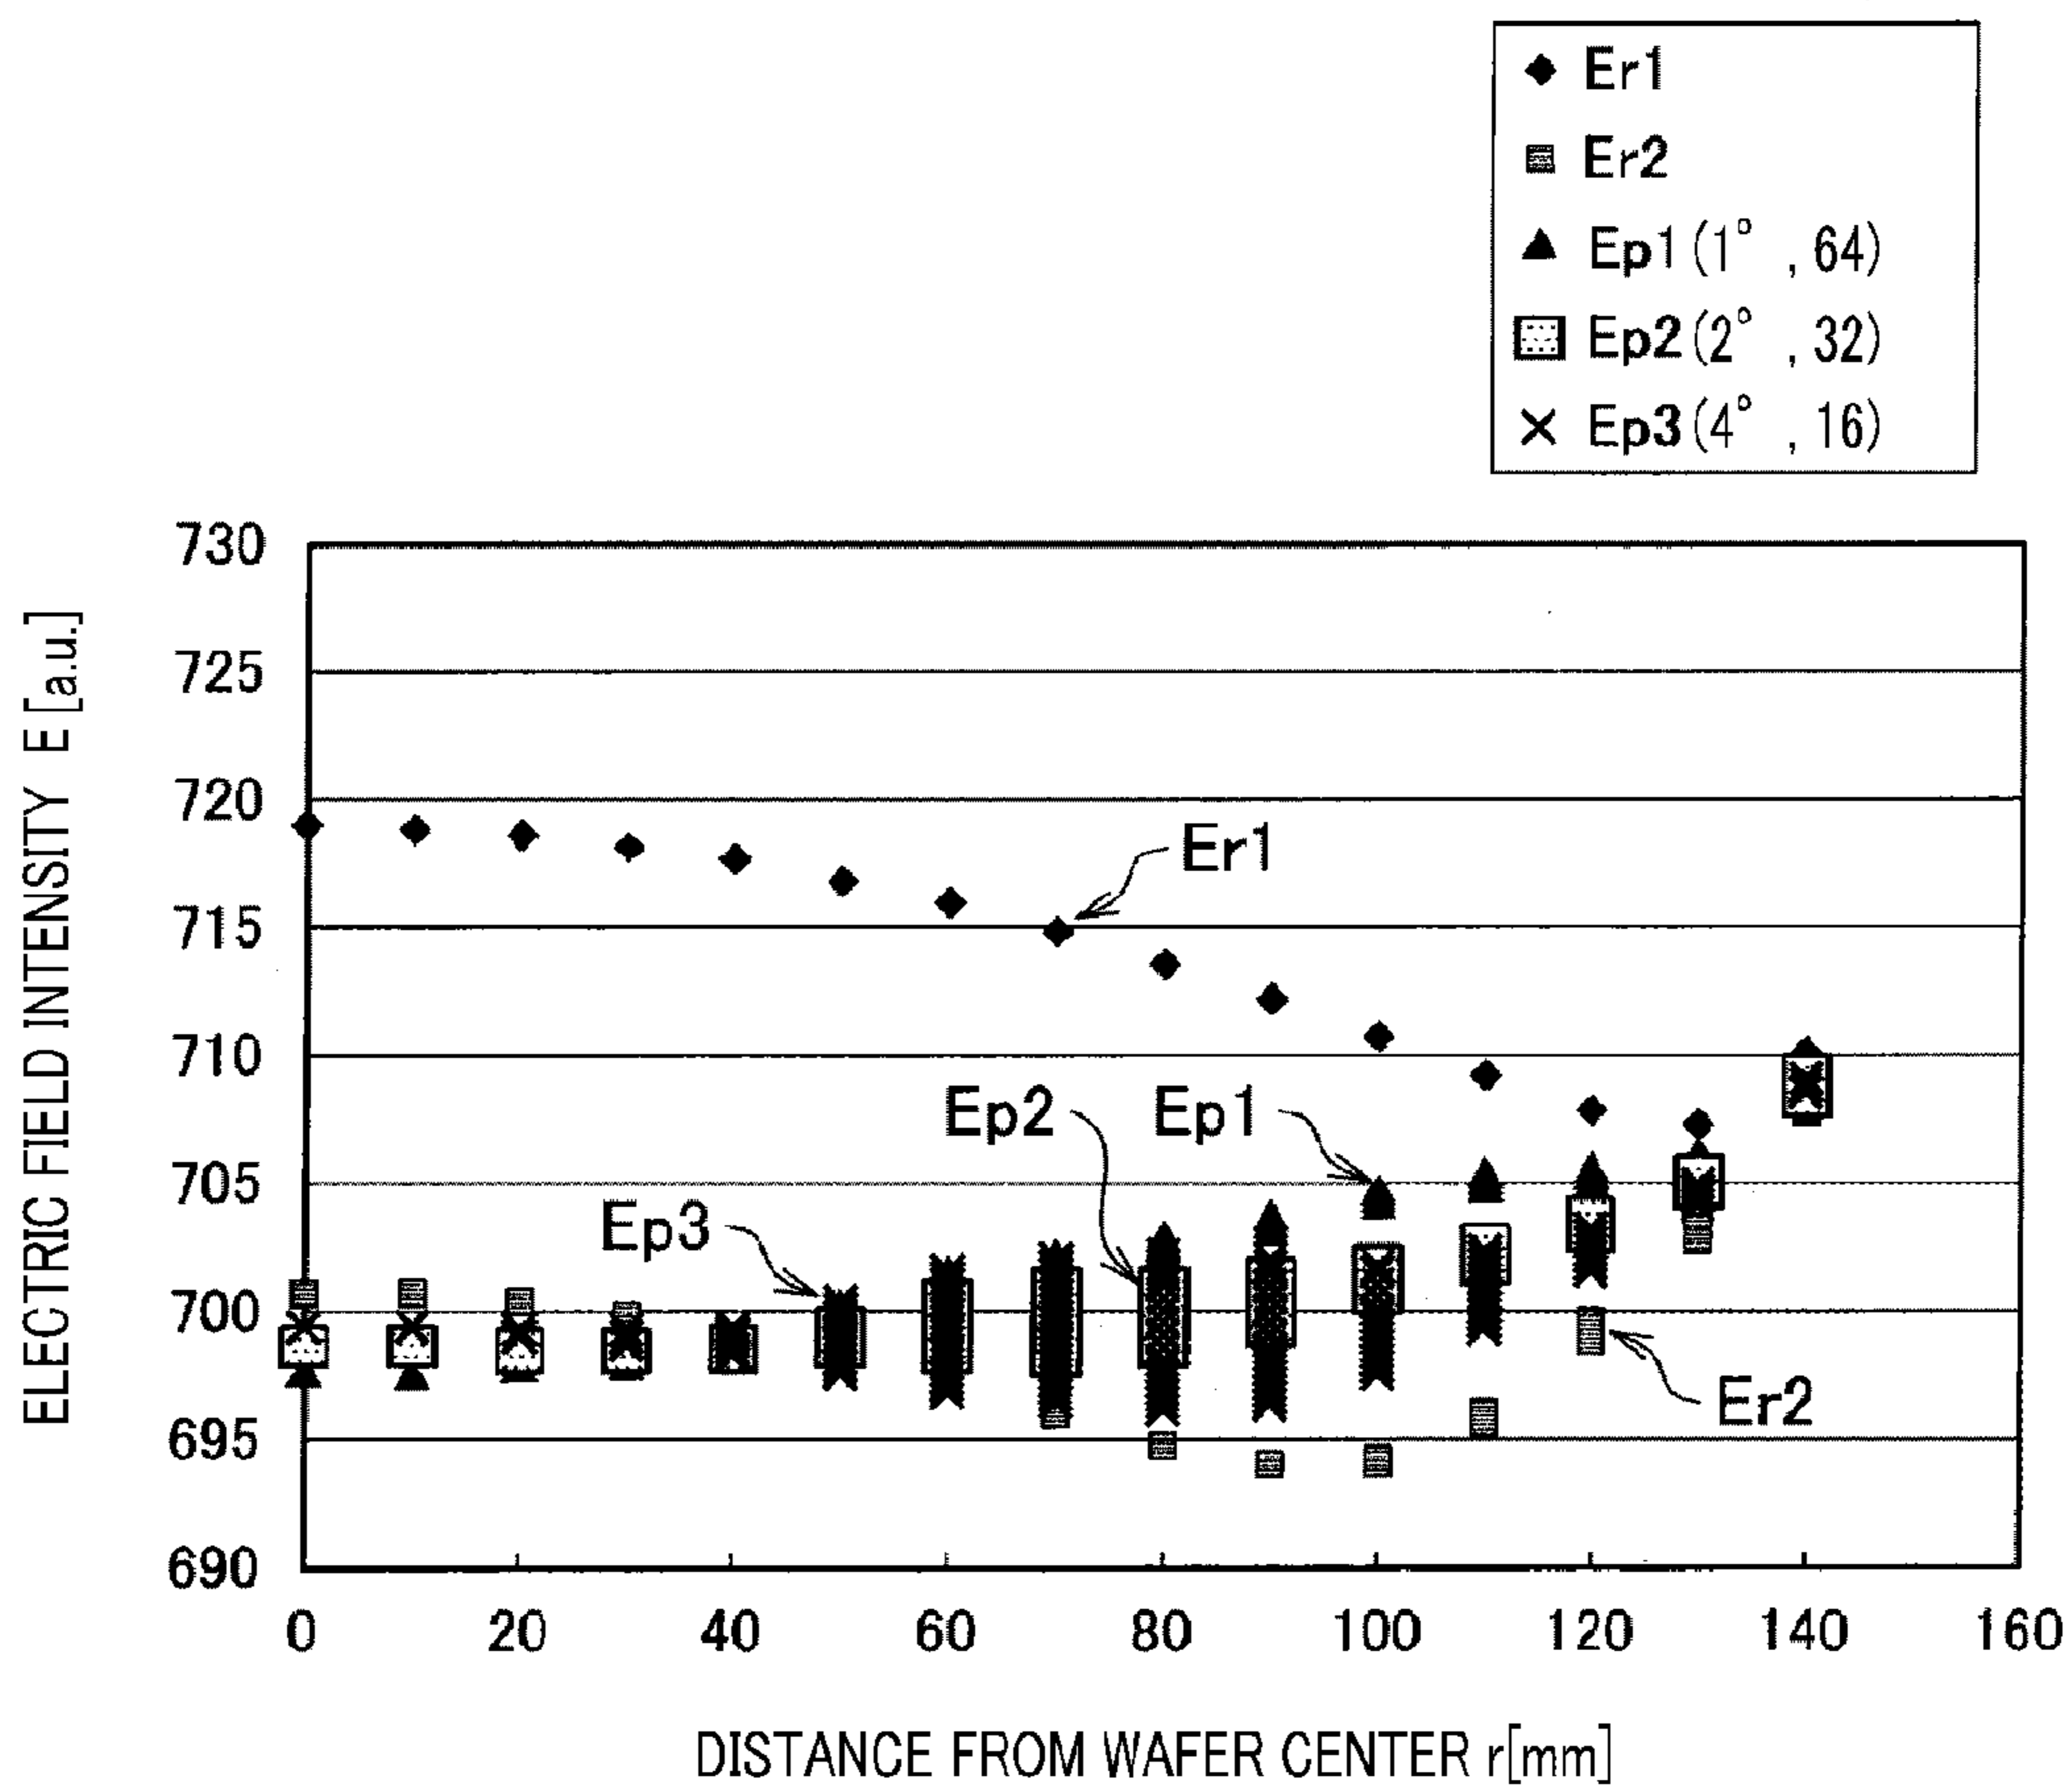 Er1
Er2
Ep1(1° ,64)
Ep2(2° ,32)
Ep3(4° ,16)
730
725
720
715
710
705
700
695
690
ELECTRIC FIELD INTENSITY E [a.u.]
Er1
Ep2
Ep1
Ep3
Er2
0 20 40 60 80 100 120 140 160
DISTANCE FROM WAFER CENTER r[mm]